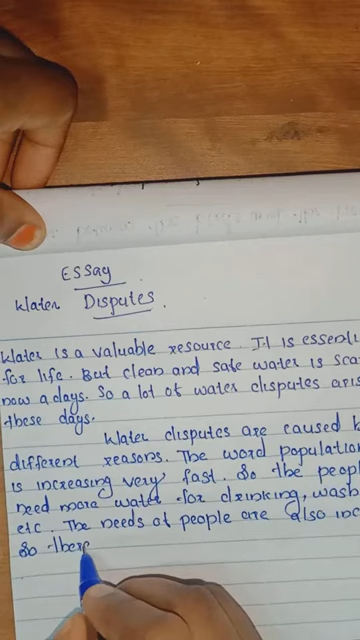 ESSay
Water Disputes.
Water is a valuable resource. It is essenti
for life. But clean and safe water is sca
now a days. So a lot of water disputes aris
these days.
Water disputes are caused b
different reasons. The word population
is increasing very fast. So the peopl
need more water for drinking, wash
etc. The needs of people are also inc
So there